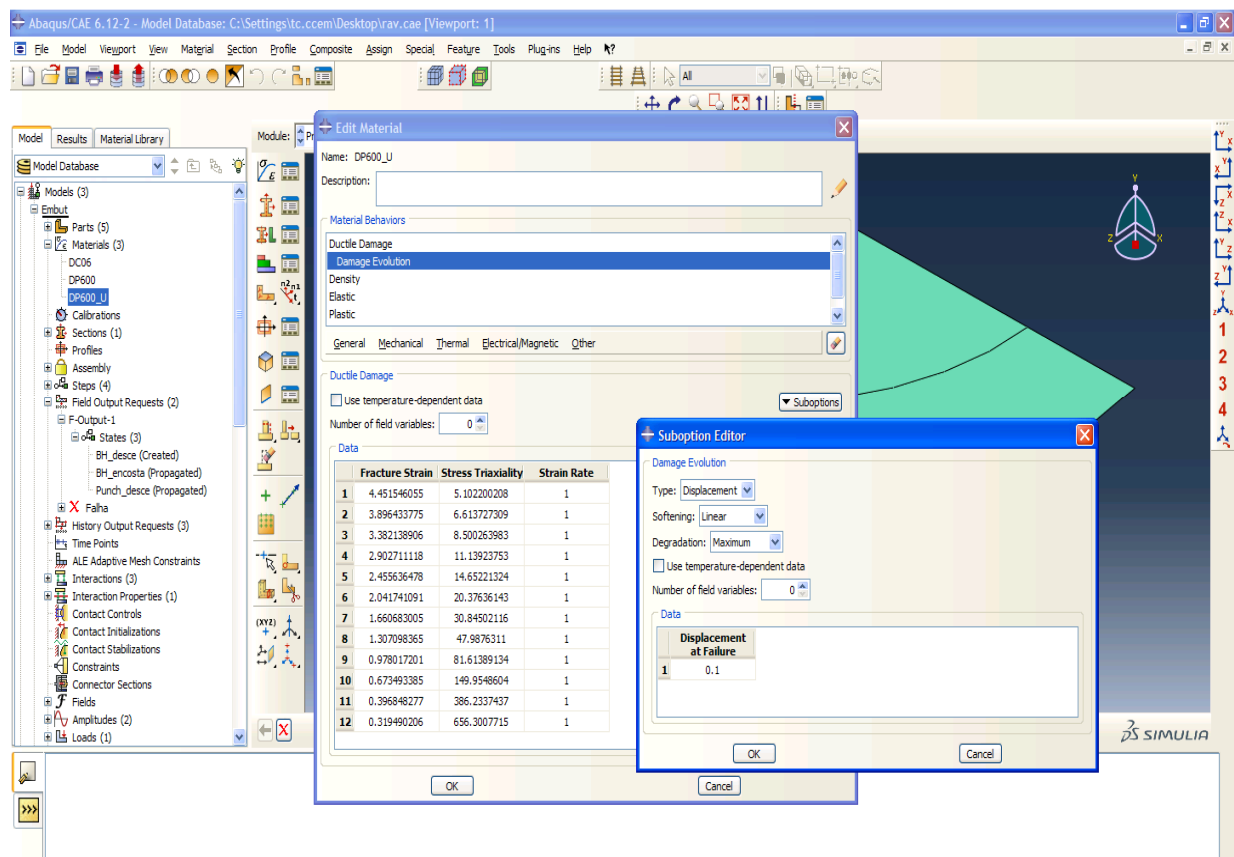 Abaqus/CAE 6.12-2 - Model Database: C:\Settings\tc.ccem\Desktop\rav.cae [Viewport: 1]
File Model Viewport View Material Section Profile Composite Assign Special Feature Tools Plug-ins Help
All
Model Results Material Library
Module:
Model Database
Models (3)
Embut
Parts (5)
Materials (3)
DC06
DP600
DP600_U
Calibrations
Sections (1)
Profiles
Assembly
Steps (4)
Field Output Requests (2)
F-Output-1
States (3)
BH_desce (Created)
BH_encosta (Propagated)
Punch_desce (Propagated)
Falha
History Output Requests (3)
Time Points
ALE Adaptive Mesh Constraints
Interactions (3)
Interaction Properties (1)
Contact Controls
Contact Initializations
Contact Stabilizations
Constraints
Connector Sections
Fields
Amplitudes (2)
Loads (1)
Edit Material
Name: DP600_U
Description:
Material Behaviors
Ductile Damage
Damage Evolution
Density
Elastic
Plastic
General Mechanical Thermal Electrical/Magnetic Other
Ductile Damage
Use temperature-dependent data
Suboptions
Number of field variables: 0
Data
Fracture Strain Stress Triaxiality Strain Rate
1 4.451546055 5.102200208 1
2 3.896433775 6.613727309 1
3 3.382138906 8.500263983 1
4 2.902711118 11.13923753 1
5 2.455636478 14.65221324 1
6 2.041741091 20.37636143 1
7 1.660683005 30.84502116 1
8 1.307098365 47.9876311 1
9 0.978017201 81.61389134 1
10 0.673493385 149.9548604 1
11 0.396848277 386.2337437 1
12 0.319490206 656.3007715 1
OK Cancel
Suboption Editor
Damage Evolution
Type: Displacement
Softening: Linear
Degradation: Maximum
Use temperature-dependent data
Number of field variables: 0
Data
Displacement
at Failure
1 0.1
OK Cancel
Y
Z X
1
2
3
4
SIMULIA